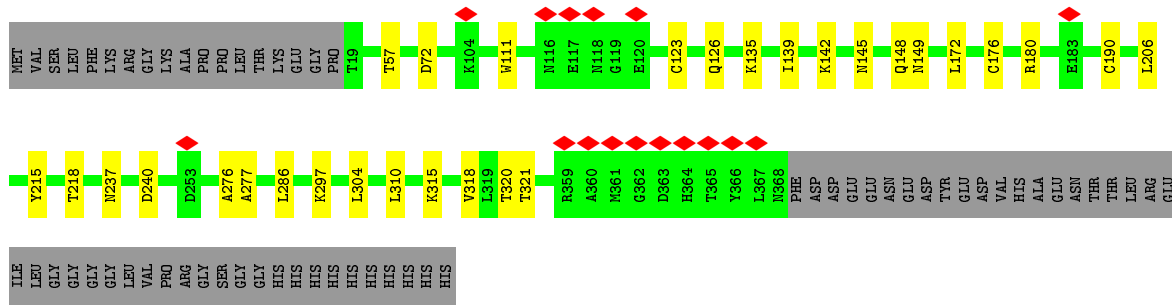 MET VAL SER LEU PHE LYS ARG GLY LYS ALA PRO PRO LEU THR LYS GLU GLY PRO T19 T57 D72 K104 W111 N116 E117 N118 G119 E120 C123 Q126 K135 I139 K142 N145 Q148 N149 L172 C176 R180 E183 C190 L206
Y215 T218 N237 D240 D253 A276 A277 L286 K297 L304 L310 K315 V318 L319 T320 T321 R359 A360 M361 G362 D363 H364 T365 Y366 L367 N368 PHE ASP ASP GLU GLU ASN GLU ASP TYR GLU ASP VAL HIS ALA GLU ASN THR THR LEU ARG GLU
ILE LEU GLY GLY GLY GLY LEU VAL PRO ARG GLY SER GLY GLY HIS HIS HIS HIS HIS HIS HIS HIS